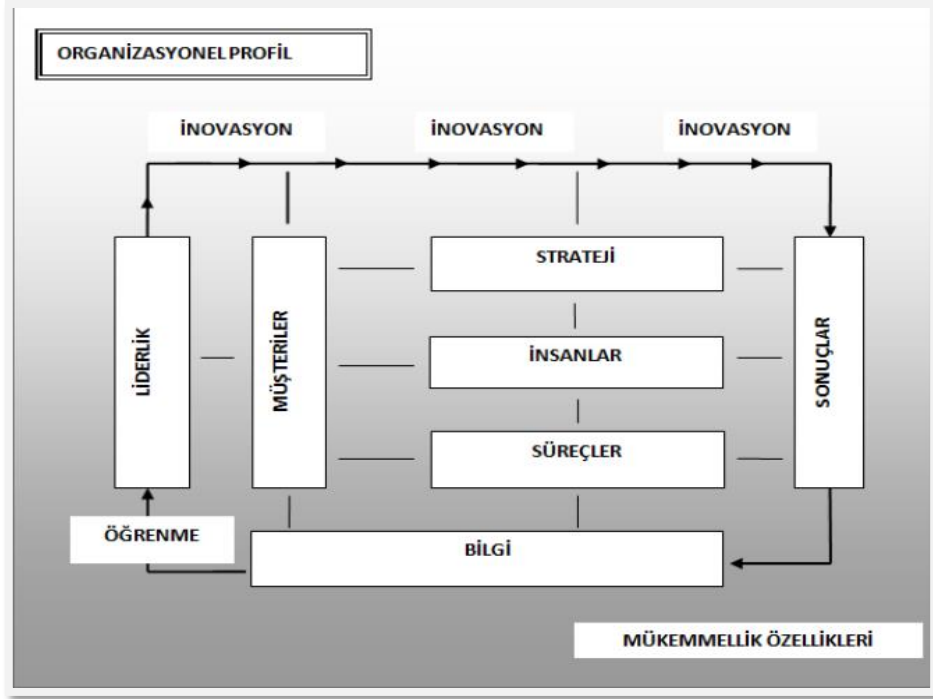 ORGANİZASYONEL PROFİL
İNOVASYON
İNOVASYON
İNOVASYON
LİDERLİK
MÜŞTERİLER
STRATEJİ
İNSANLAR
SÜREÇLER
SONUÇLAR
ÖĞRENME
BİLGİ
MÜKEMMELLİK ÖZELLİKLERİ